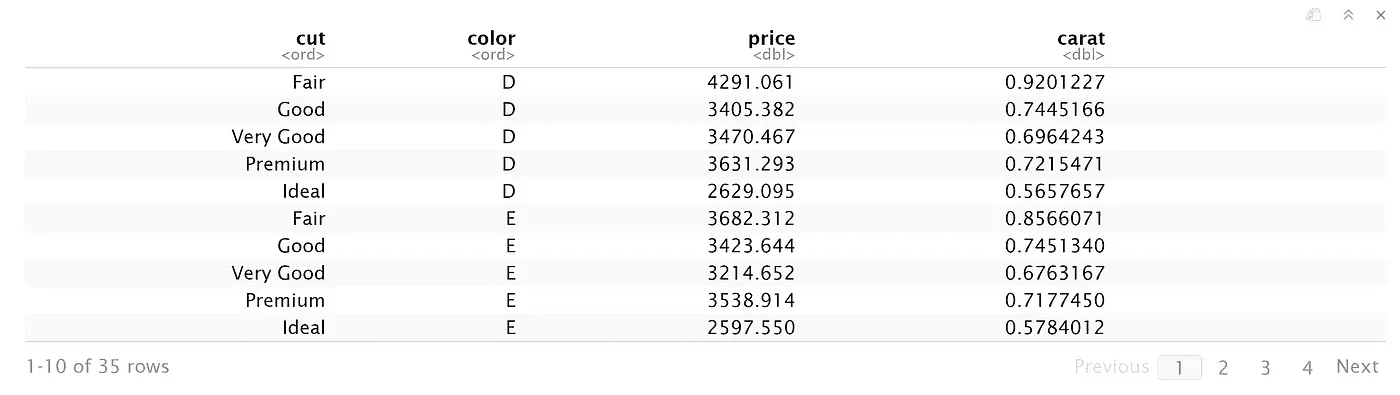 cut color price carat
<ord> <ord> <dbl> <dbl>
Fair D 4291.061 0.9201227
Good D 3405.382 0.7445166
Very Good D 3470.467 0.6964243
Premium D 3631.293 0.7215471
Ideal D 2629.095 0.5657657
Fair E 3682.312 0.8566071
Good E 3423.644 0.7451340
Very Good E 3214.652 0.6763167
Premium E 3538.914 0.7177450
Ideal E 2597.550 0.5784012
1-10 of 35 rows Previous 1 2 3 4 Next